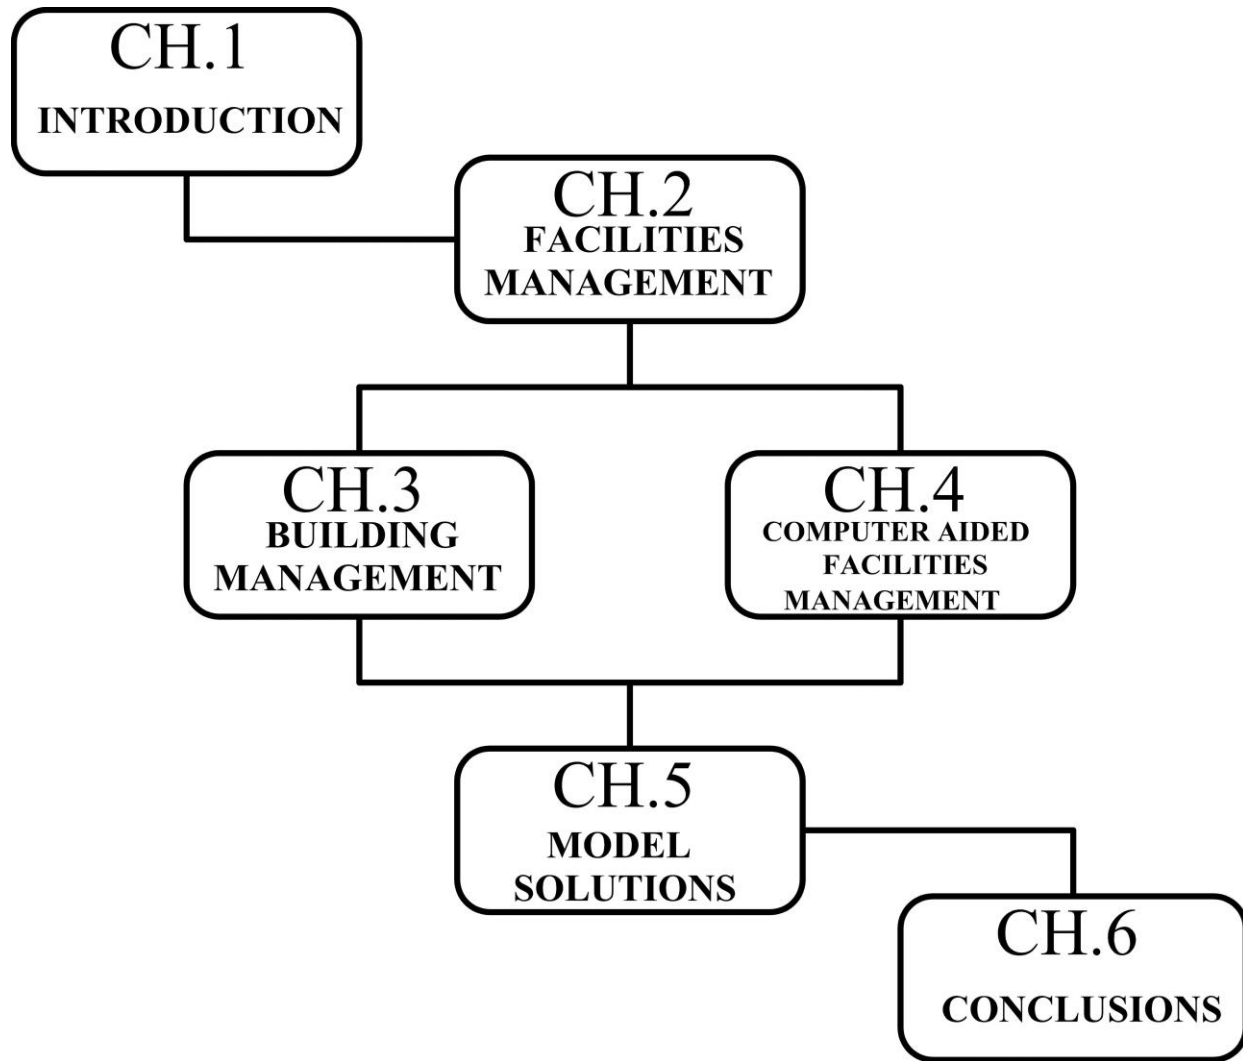 CH.1
INTRODUCTION
CH.2
FACILITIES
MANAGEMENT
CH.3
BUILDING
MANAGEMENT
CH.4
COMPUTER AIDED
FACILITIES
MANAGEMENT
CH.5
MODEL
SOLUTIONS
CH.6
CONCLUSIONS